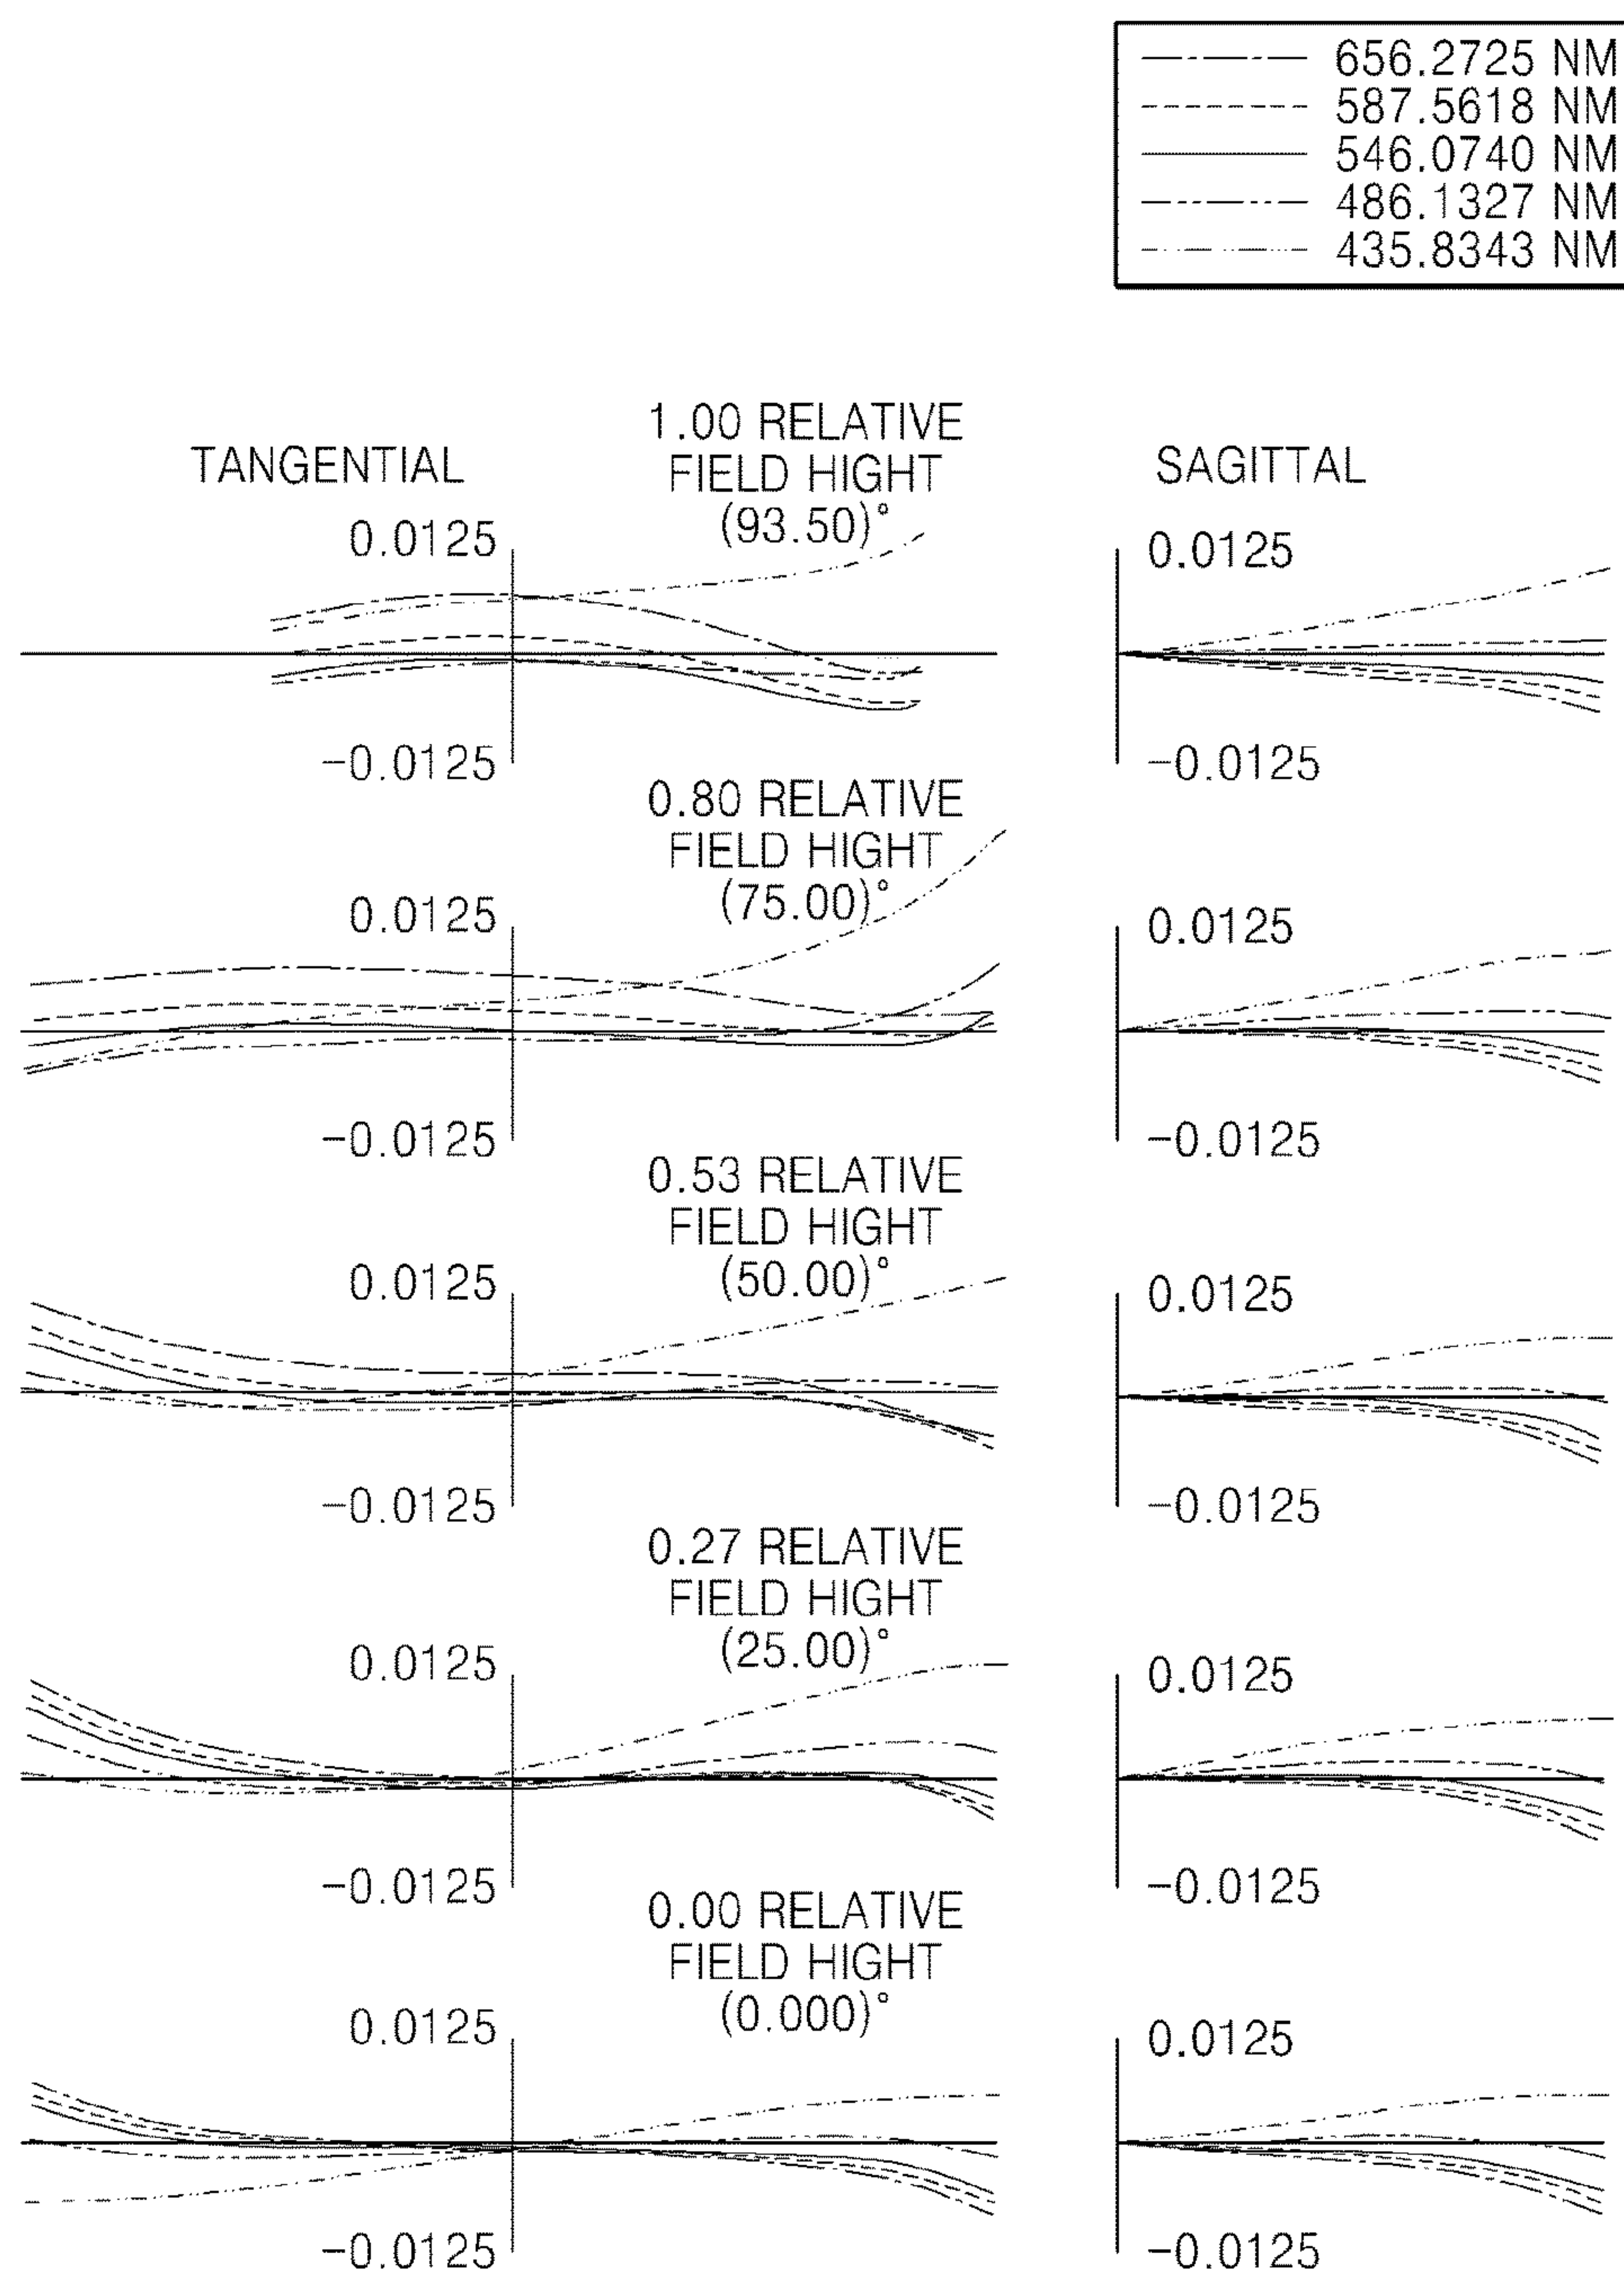 656.2725 NM
587.5618 NM
546.0740 NM
486.1327 NM
435.8343 NM
TANGENTIAL
1.00 RELATIVE
FIELD HIGHT
(93.50)°
SAGITTAL
0.0125
0.0125
-0.0125
-0.0125
0.80 RELATIVE
FIELD HIGHT
(75.00)°
0.0125
0.0125
-0.0125
-0.0125
0.53 RELATIVE
FIELD HIGHT
(50.00)°
0.0125
0.0125
-0.0125
-0.0125
0.27 RELATIVE
FIELD HIGHT
(25.00)°
0.0125
0.0125
-0.0125
-0.0125
0.00 RELATIVE
FIELD HIGHT
(0.000)°
0.0125
0.0125
-0.0125
-0.0125